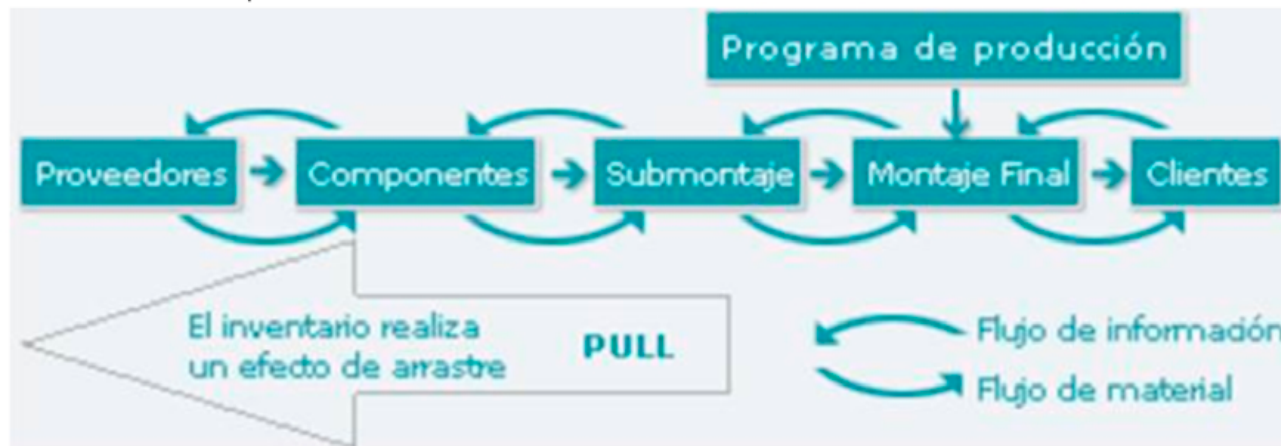 Programa de producción
Proveedores
Componentes
Submontaje
Montaje Final
Clientes
El inventario realiza
un efecto de arrastre
PULL
Flujo de información
Flujo de material